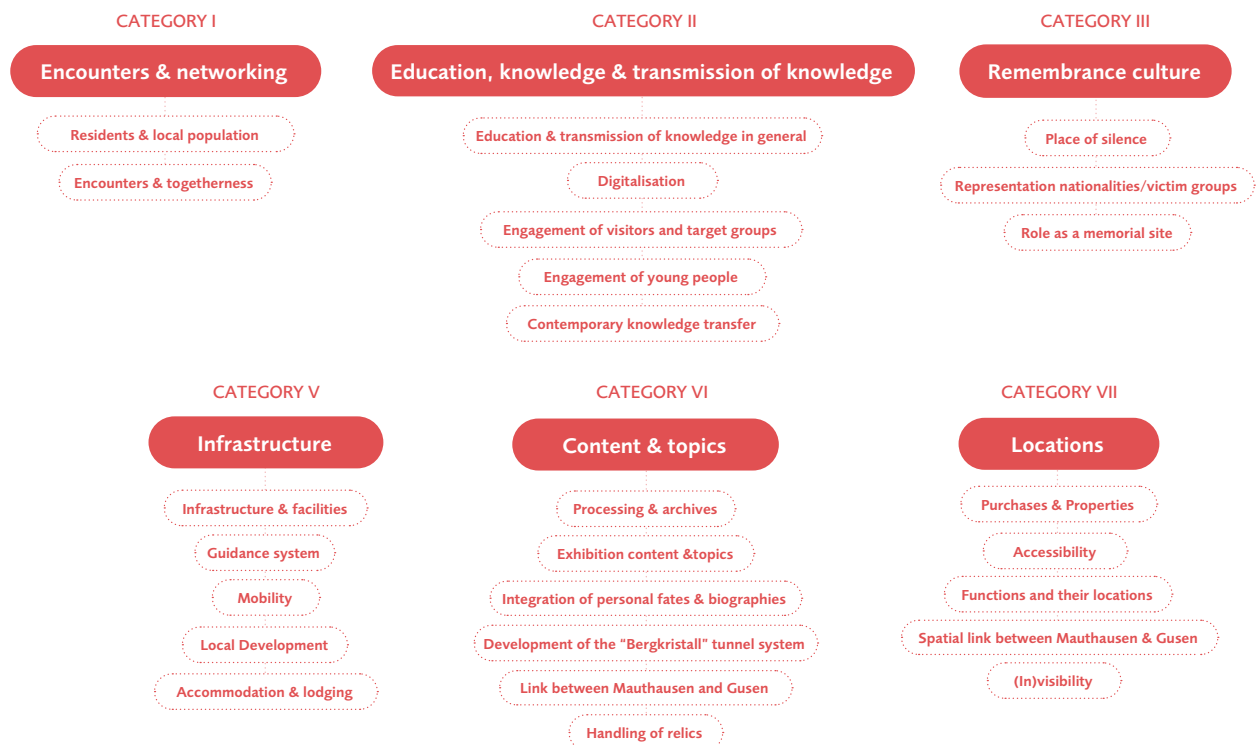 CATEGORY I
Encounters & networking
Residents & local population
Encounters & togetherness
CATEGORY II
Education, knowledge & transmission of knowledge
Education & transmission of knowledge in general
Digitalisation
Engagement of visitors and target groups
Engagement of young people
Contemporary knowledge transfer
CATEGORY III
Remembrance culture
Place of silence
Representation nationalities/victim groups
Role as a memorial site
CATEGORY V
Infrastructure
Infrastructure & facilities
Guidance system
Mobility
Local Development
Accommodation & lodging
CATEGORY VI
Content & topics
Processing & archives
Exhibition content &topics
Integration of personal fates & biographies
Development of the “Bergkristall” tunnel system
Link between Mauthausen and Gusen
Handling of relics
CATEGORY VII
Locations
Purchases & Properties
Accessibility
Functions and their locations
Spatial link between Mauthausen & Gusen
(In)visibility